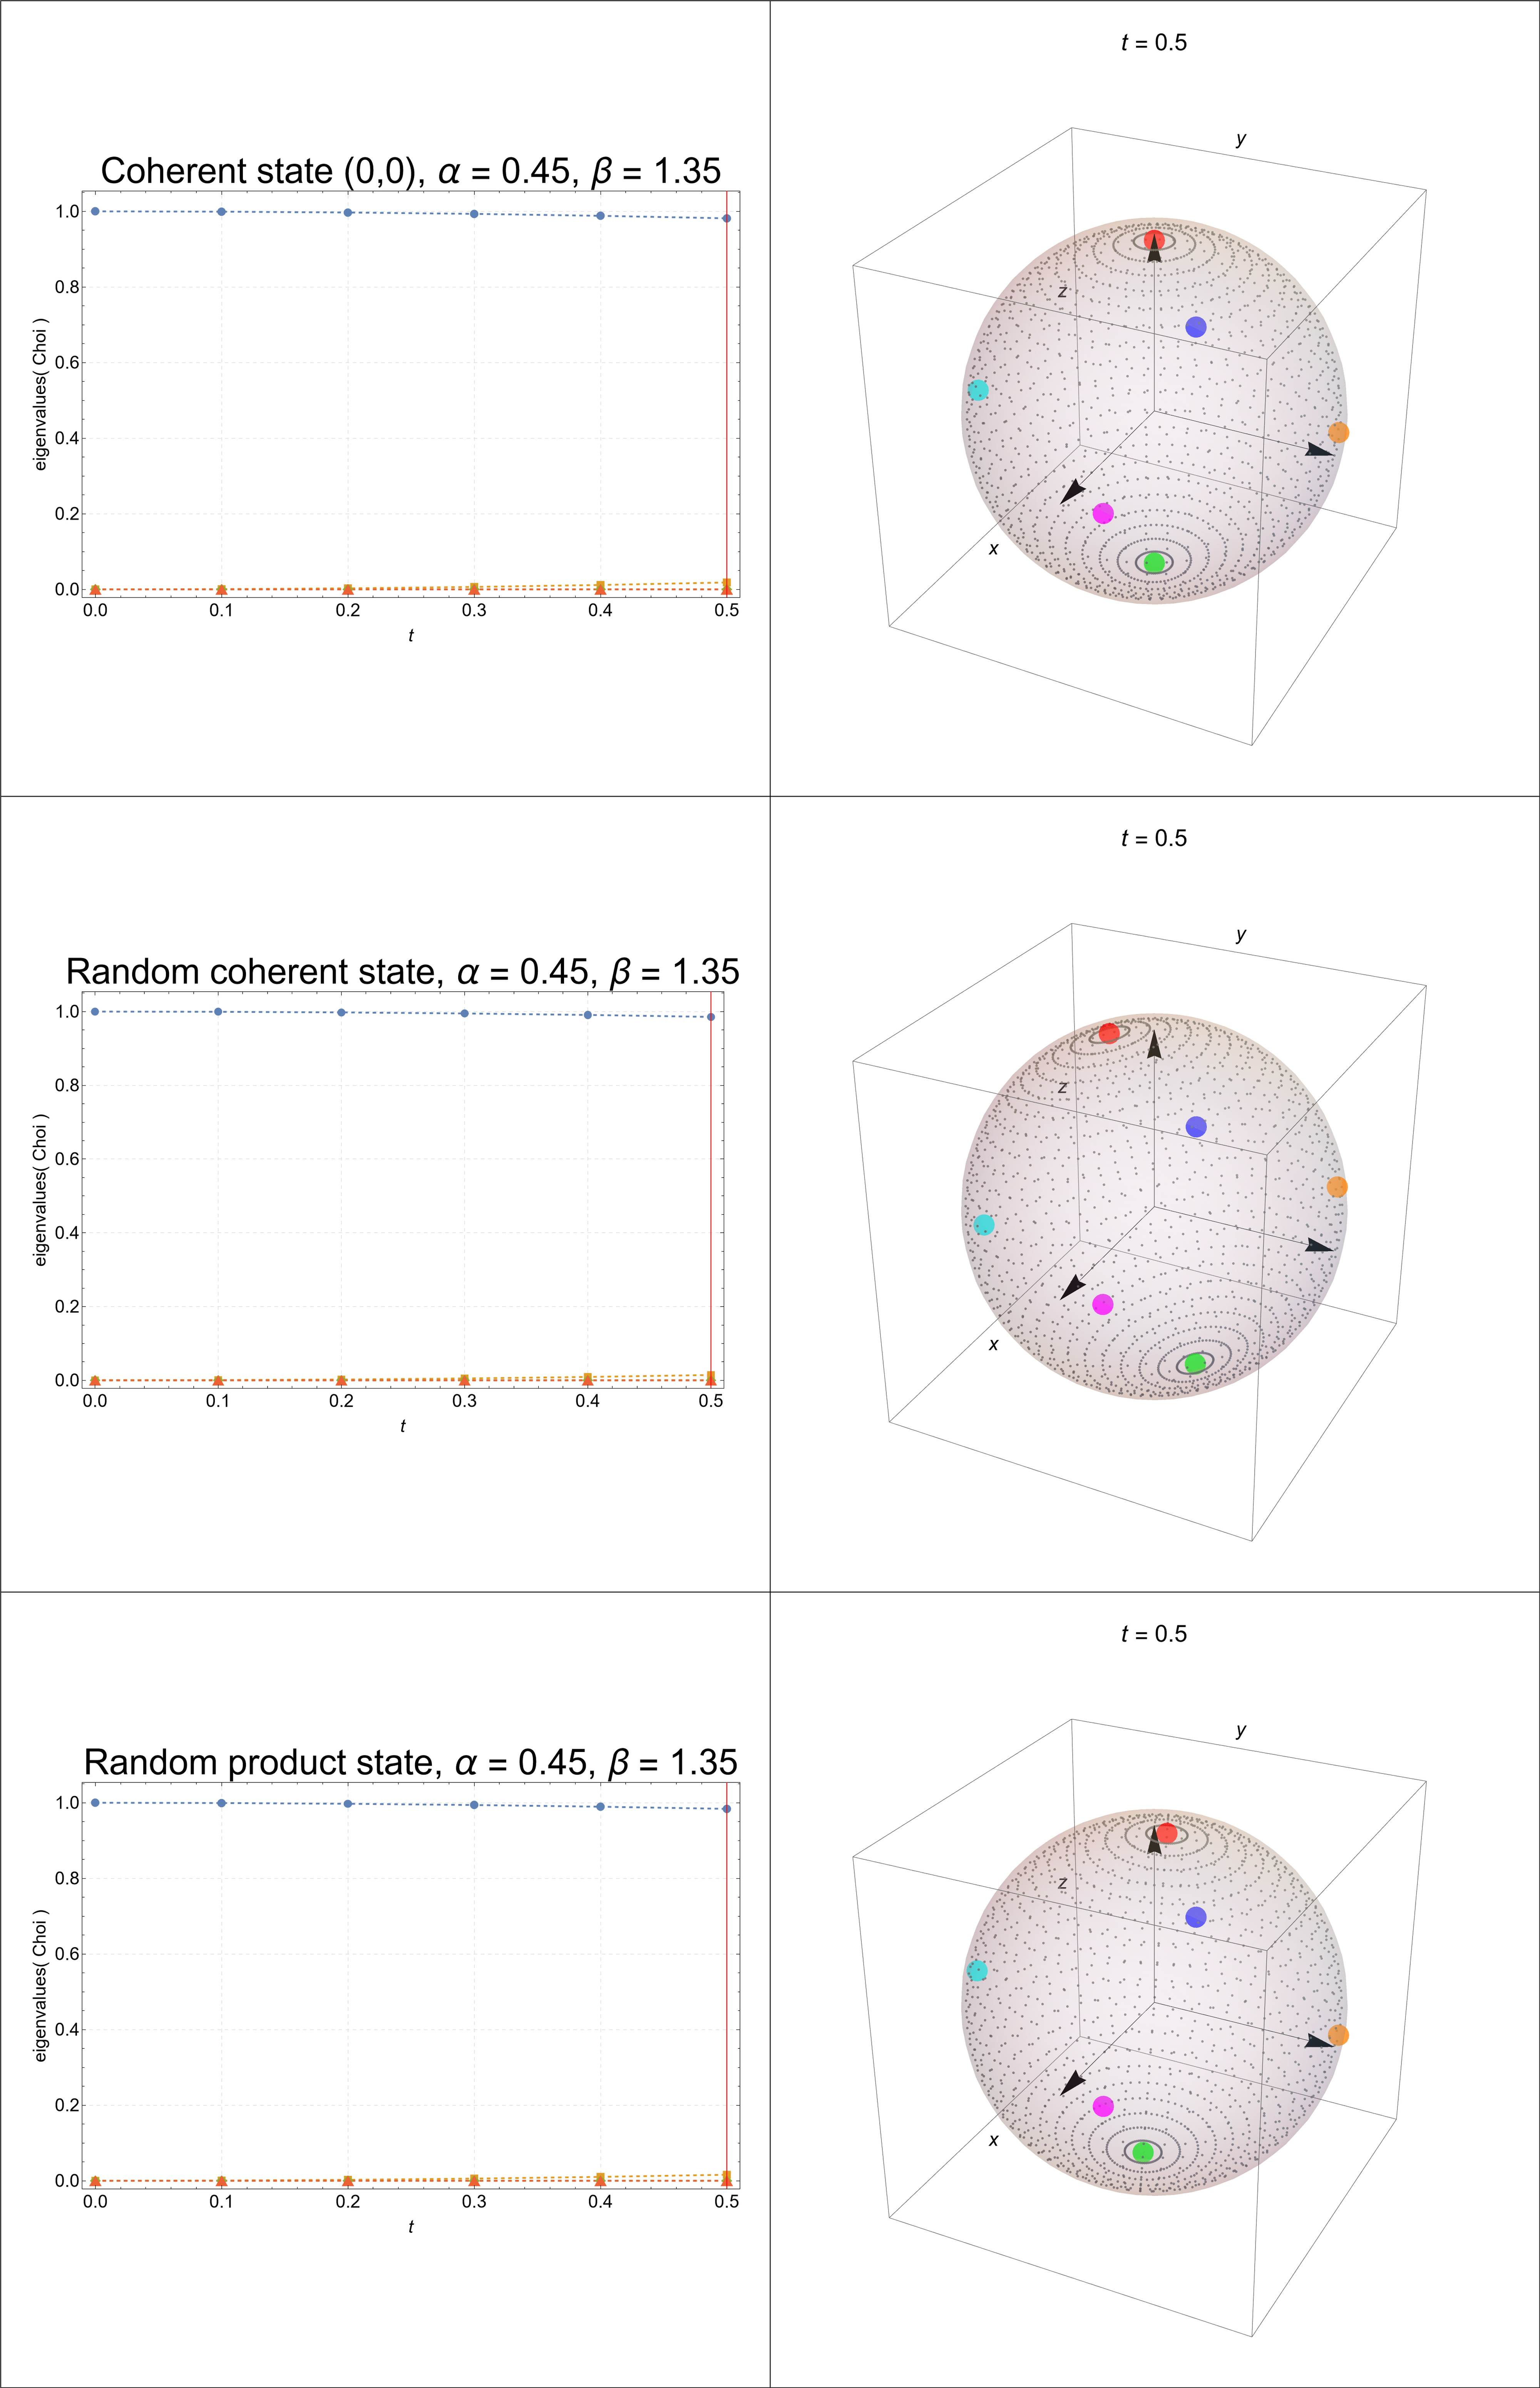 Coherent state (0,0), α = 0.45, β = 1.35
eigenvalues( Choi )
1.0
0.8
0.6
0.4
0.2
0.0
0.0 0.1 0.2 0.3 0.4 0.5
t
t = 0.5
y
z
x
Random coherent state, α = 0.45, β = 1.35
eigenvalues( Choi )
1.0
0.8
0.6
0.4
0.2
0.0
0.0 0.1 0.2 0.3 0.4 0.5
t
t = 0.5
y
z
x
Random product state, α = 0.45, β = 1.35
eigenvalues( Choi )
1.0
0.8
0.6
0.4
0.2
0.0
0.0 0.1 0.2 0.3 0.4 0.5
t
t = 0.5
y
z
x